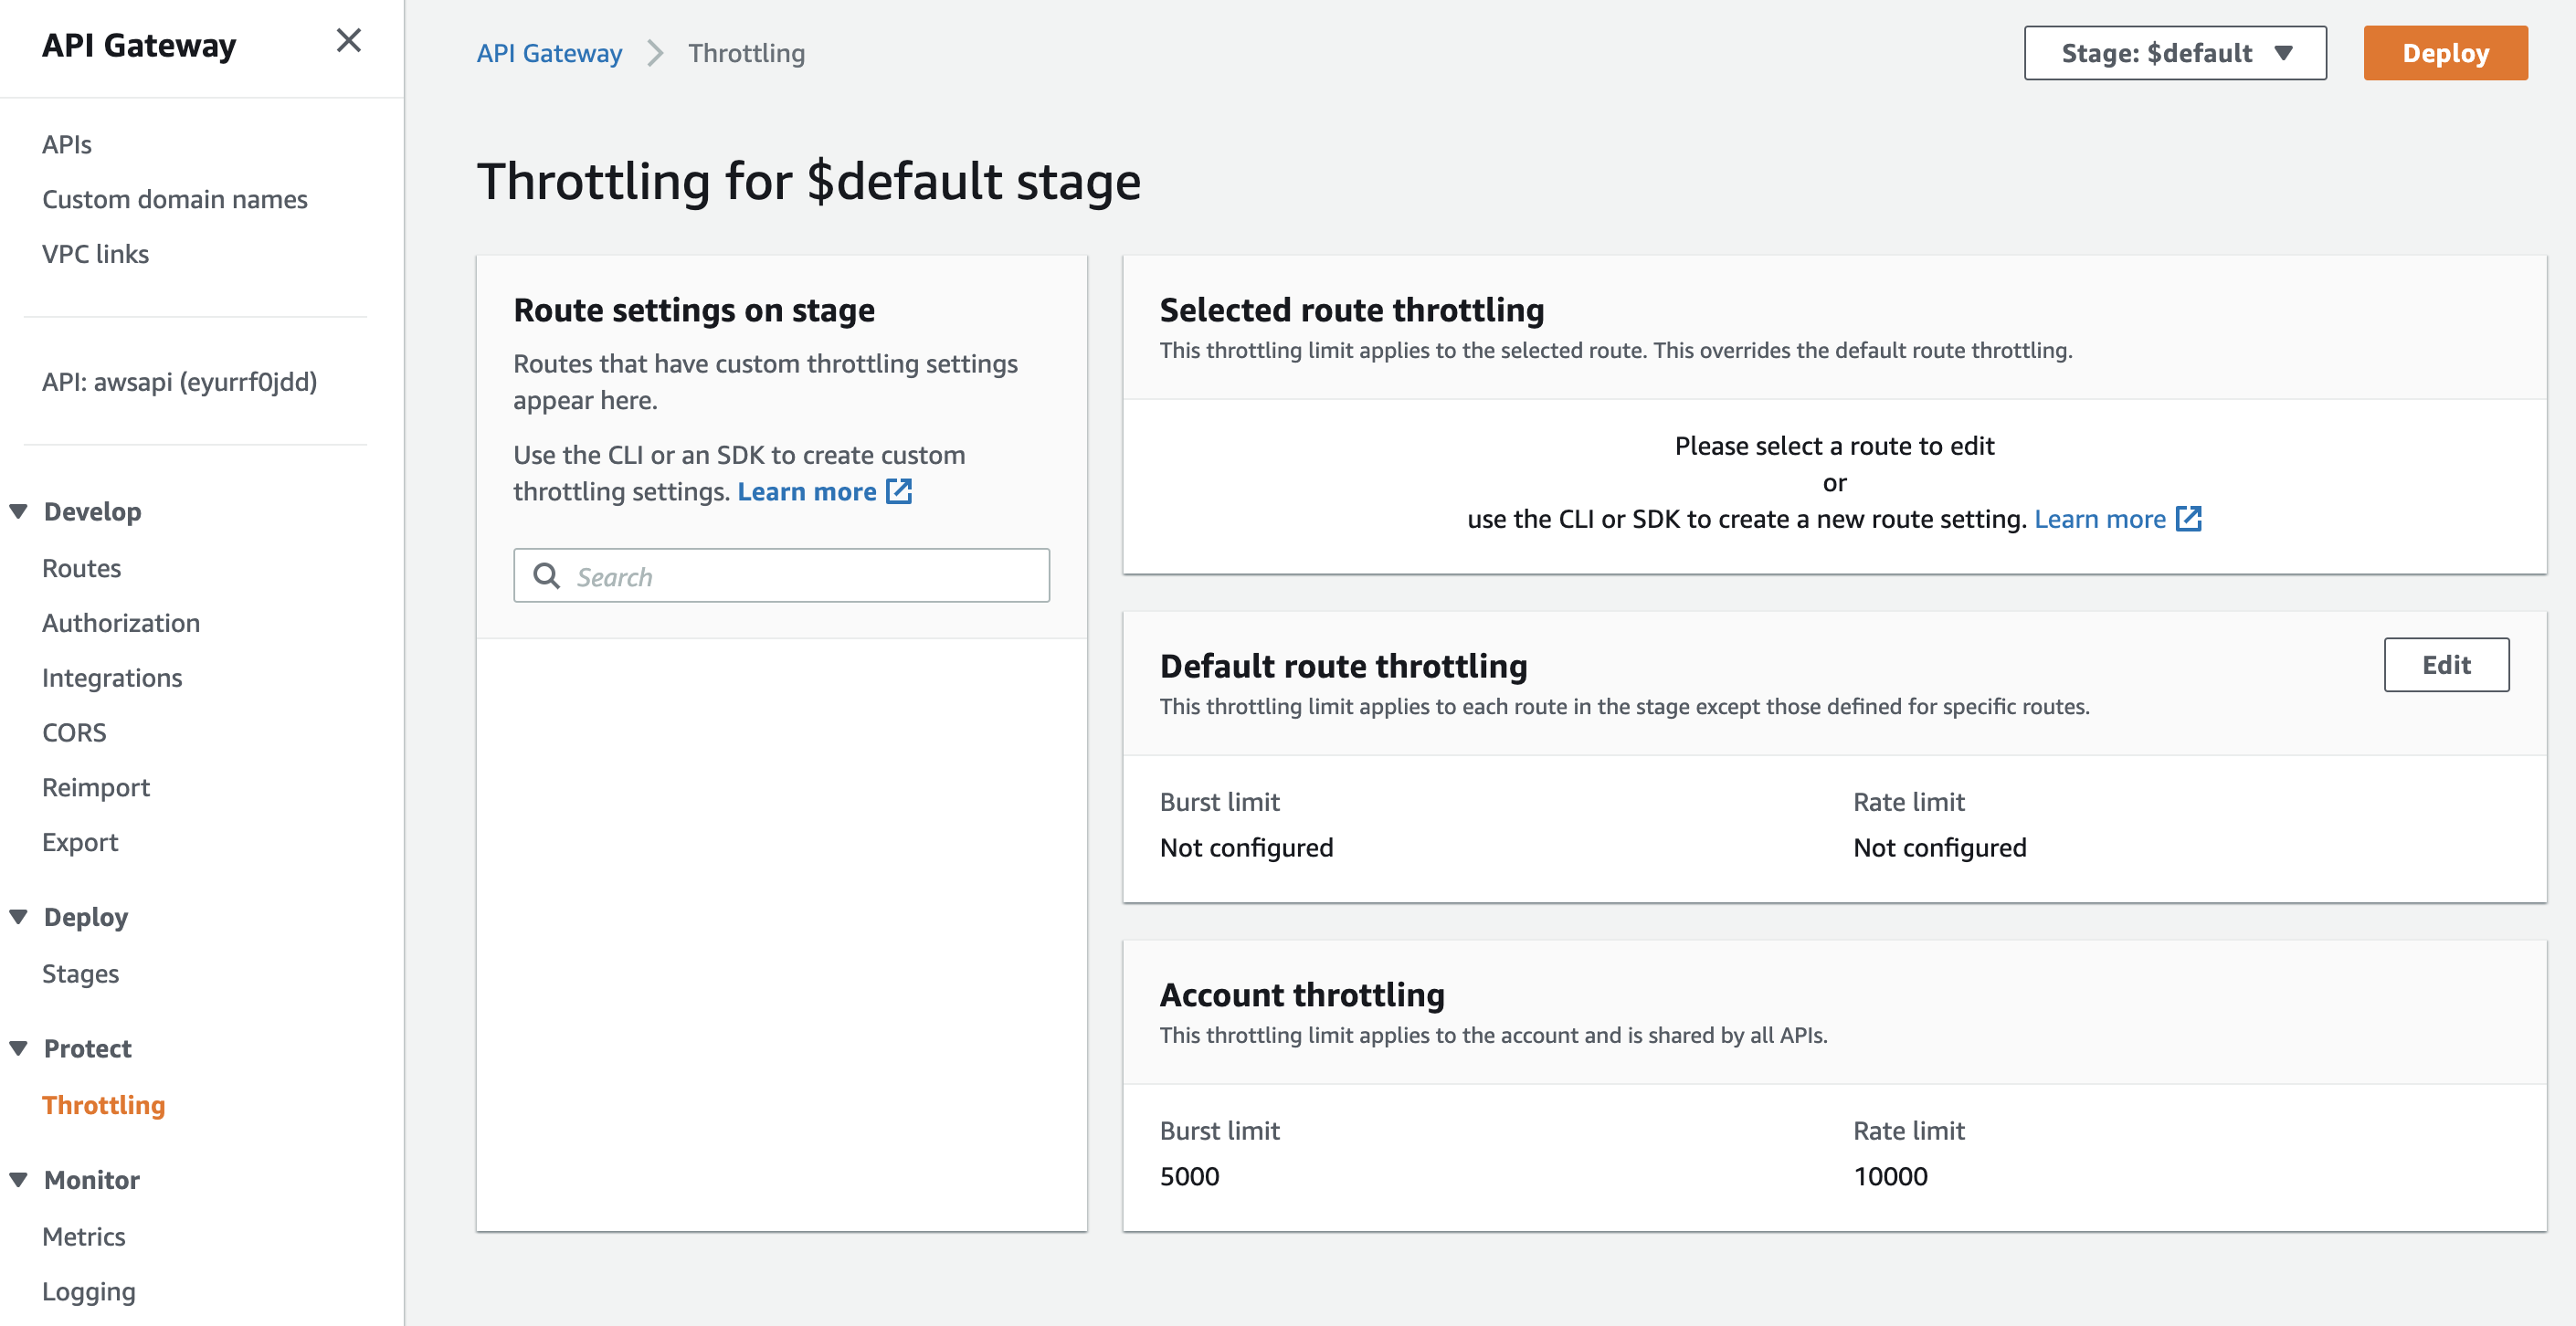 API Gateway
APIs
Custom domain names
VPC links
API: awsapi (eyurrf0jdd)
Develop
Routes
Authorization
Integrations
CORS
Reimport
Export
Deploy
Stages
Protect
Throttling
Monitor
Metrics
Logging
API Gateway
Throttling
Stage: $default
Deploy
Throttling for $default stage
Route settings on stage
Routes that have custom throttling settings
appear here.
Use the CLI or an SDK to create custom
throttling settings. Learn more
Search
Selected route throttling
This throttling limit applies to the selected route. This overrides the default route throttling.
Please select a route to edit
or
use the CLI or SDK to create a new route setting. Learn more
Default route throttling
Edit
This throttling limit applies to each route in the stage except those defined for specific routes.
Burst limit
Not configured
Rate limit
Not configured
Account throttling
This throttling limit applies to the account and is shared by all APIs.
Burst limit
5000
Rate limit
10000